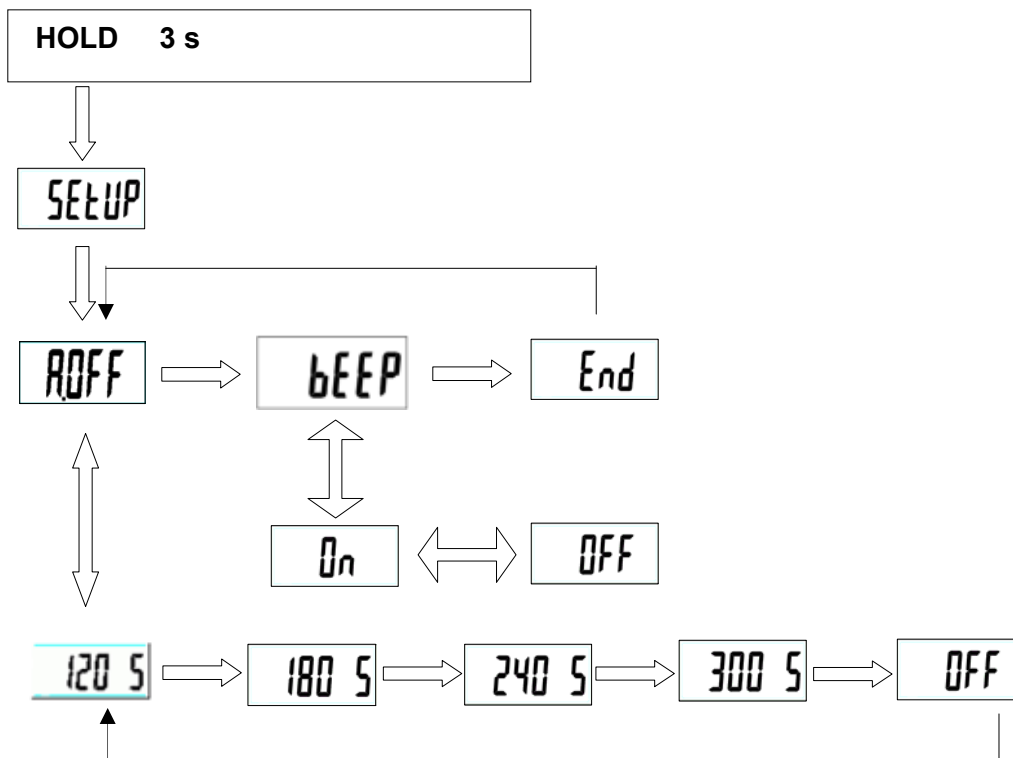 HOLD 3 s
SEtUP
A.OFF bEEP End
On OFF
120 S 180 S 240 S 300 S OFF